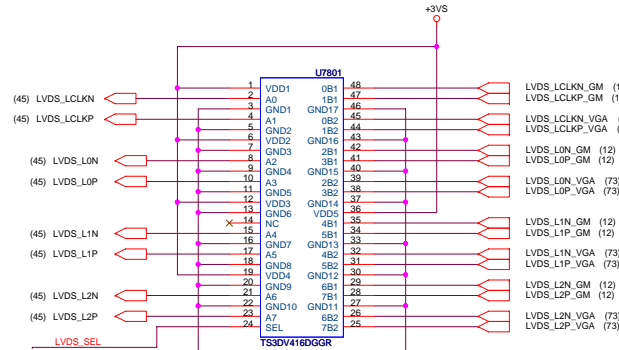 +3VS
U7801
1 VDD1 0B1 48 LVDS_LCLKN_GM (1
(45) LVDS_LCLKN 2 A0 1B1 47 LVDS_LCLKP_GM (1
3 GND1 GND17 46
(45) LVDS_LCLKP 4 A1 0B2 45 LVDS_LCLKN_VGA (
5 GND2 1B2 44 LVDS_LCLKP_VGA (
6 VDD2 GND16 43
7 GND3 2B1 42 LVDS_L0N_GM (12)
(45) LVDS_L0N 8 A2 3B1 41 LVDS_L0P_GM (12)
9 GND4 GND15 40
(45) LVDS_L0P 10 A3 2B2 39 LVDS_L0N_VGA (73)
11 GND5 3B2 38 LVDS_L0P_VGA (73)
12 VDD3 GND14 37
13 GND6 VDD5 36
14 NC 4B1 35 LVDS_L1N_GM (12)
(45) LVDS_L1N 15 A4 5B1 34 LVDS_L1P_GM (12)
16 GND7 GND13 33
(45) LVDS_L1P 17 A5 4B2 32 LVDS_L1N_VGA (73)
18 GND8 5B2 31 LVDS_L1P_VGA (73)
19 VDD4 GND12 30
20 GND9 6B1 29 LVDS_L2N_GM (12)
(45) LVDS_L2N 21 A6 7B1 28 LVDS_L2P_GM (12)
22 GND10 GND11 27
(45) LVDS_L2P 23 A7 6B2 26 LVDS_L2N_VGA (73)
24 SEL 7B2 25 LVDS_L2P_VGA (73)
LVDS_SEL
TS3DV416DGGR